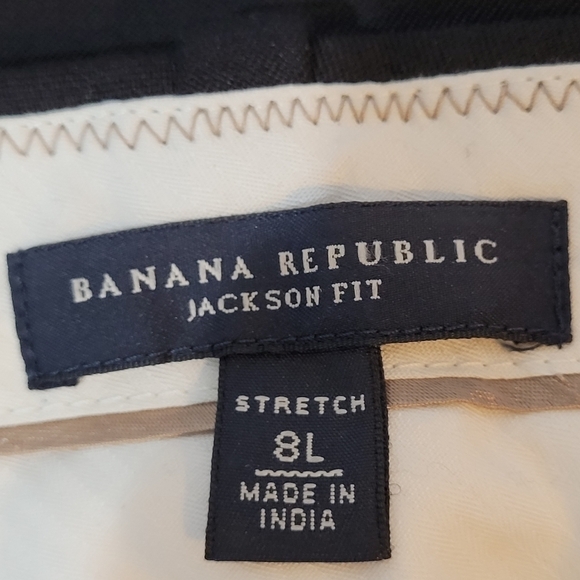 BANANA REPUBLIC
JACKSON FIT
STRETCH
8L
MADE IN
INDIA